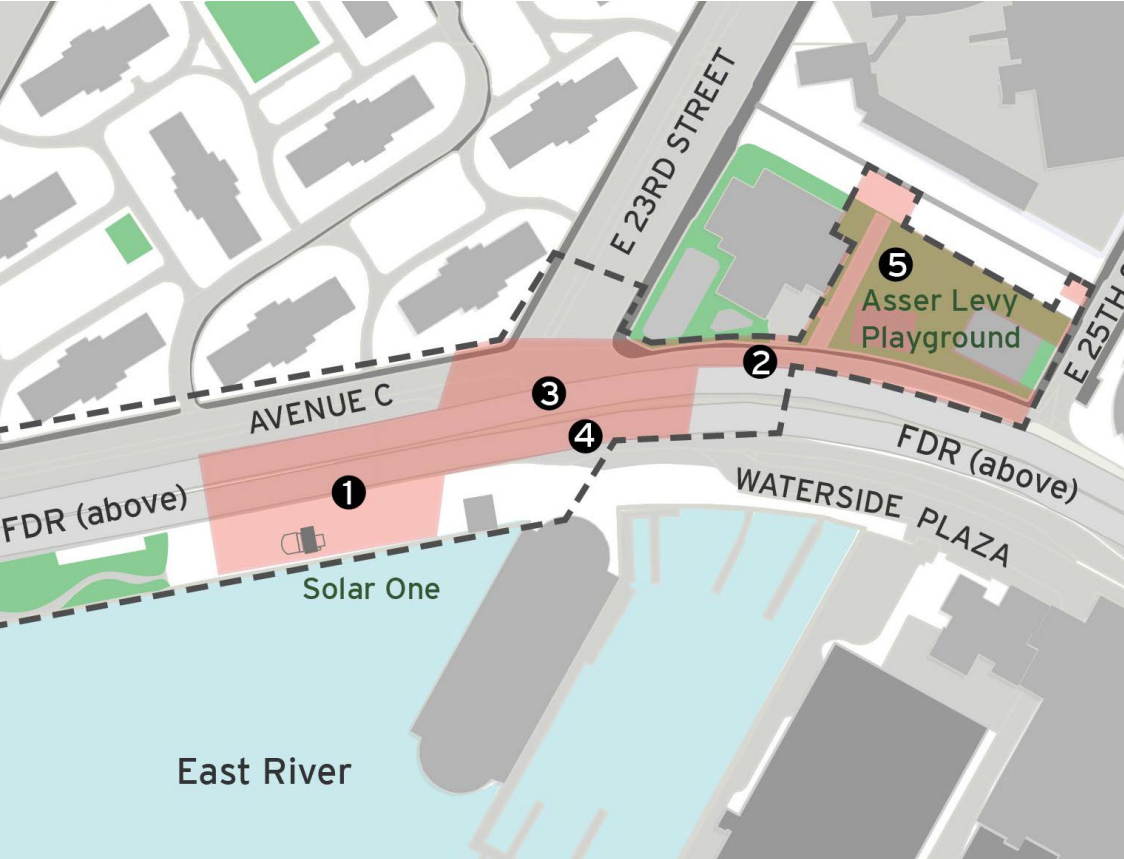 E 23RD STREET
5
Asser Levy
Playground
E 25TH
2
AVENUE C
3
4
FDR (above)
FDR (above)
1
WATERSIDE PLAZA
Solar One
East River